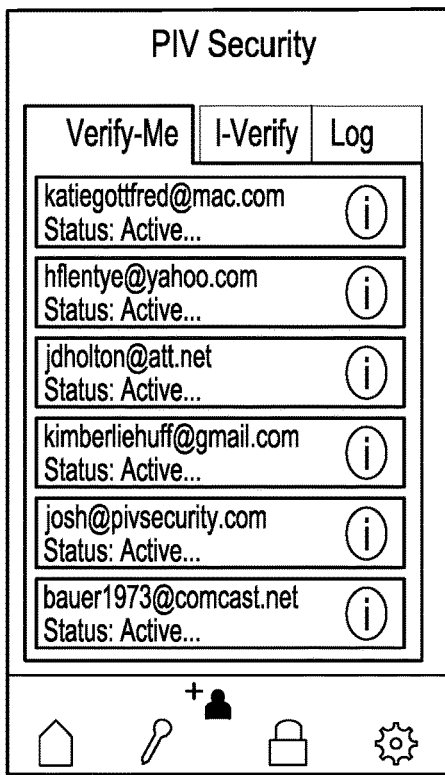 PIV Security
Verify-Me I-Verify Log
katiegottfred@mac.com
Status: Active...
i
hflentye@yahoo.com
Status: Active...
i
jdholton@att.net
Status: Active...
i
kimberliehuff@gmail.com
Status: Active...
i
josh@pivsecurity.com
Status: Active...
i
bauer1973@comcast.net
Status: Active...
i
+